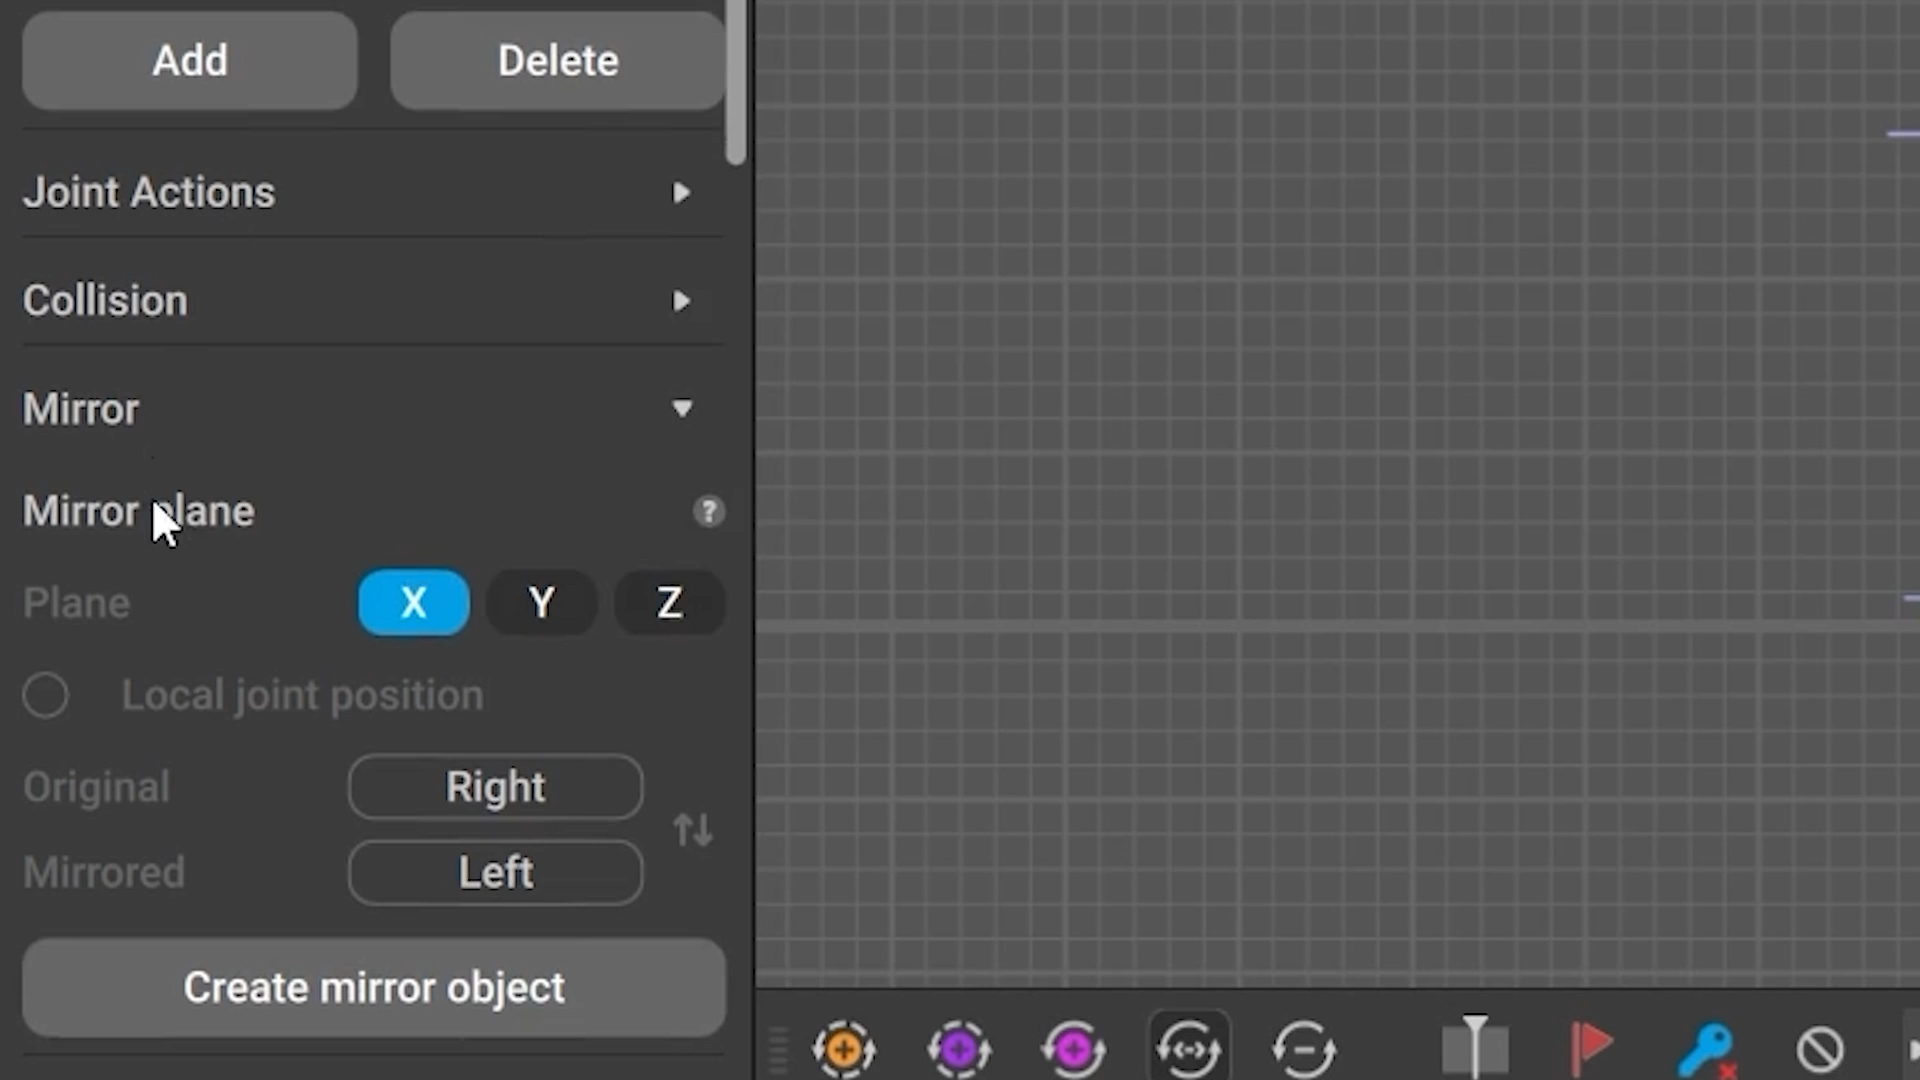 Add
Delete
Joint Actions
Collision
Mirror
Mirror plane
?
Plane
X
Y
Z
Local joint position
Original
Right
Mirrored
Left
Create mirror object